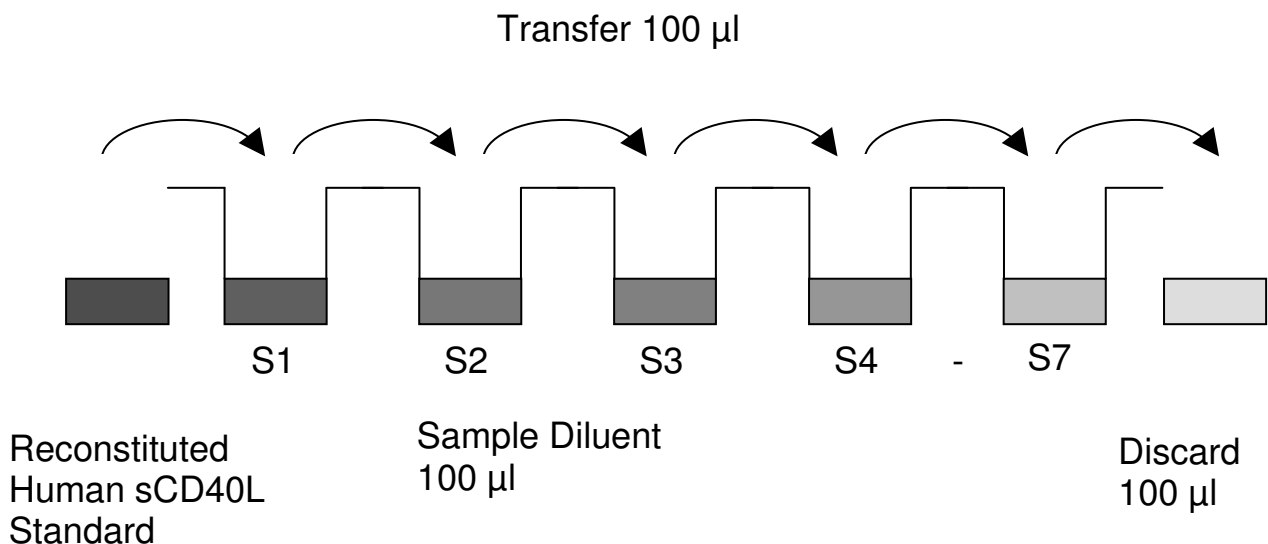 Transfer 100 µl
S1 S2 S3 S4 - S7
Reconstituted
Human sCD40L
Standard
Sample Diluent
100 µl
Discard
100 µl